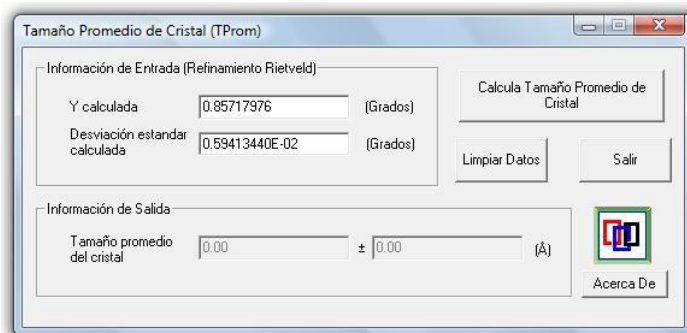 Tamaño Promedio de Cristal (TProm)
Información de Entrada (Refinamiento Rietveld)
Y calculada 0.85717976 (Grados)
Desviación estandar
calculada 0.59413440E-02 (Grados)
Calcula Tamaño Promedio de
Cristal
Limpiar Datos Salir
Información de Salida
Tamaño promedio
del cristal 0.00 ± 0.00 (Å)
Acerca De